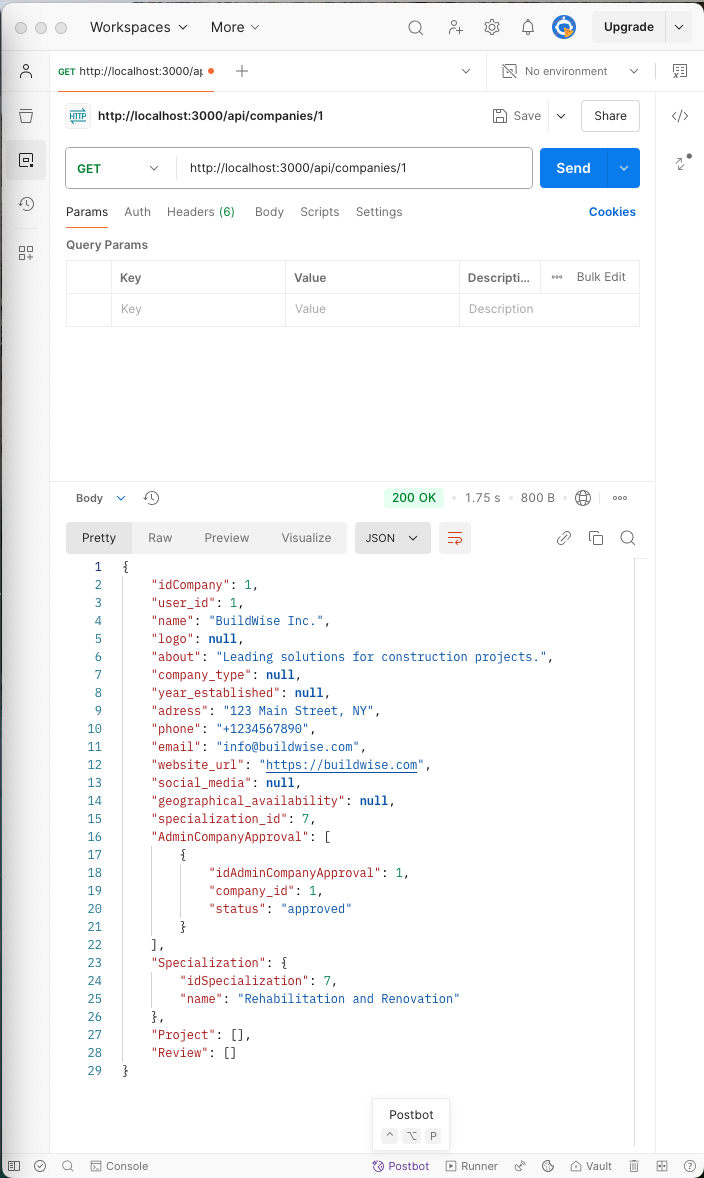 Workspaces More Upgrade
GET http://localhost:3000/ap No environment
HTTP http://localhost:3000/api/companies/1 Save Share
GET http://localhost:3000/api/companies/1 Send
Params Auth Headers (6) Body Scripts Settings Cookies
Query Params
Key Value Descripti... Bulk Edit
Key Value Description
Body 200 OK • 1.75 s • 800 B
Pretty Raw Preview Visualize JSON
1 {
2 "idCompany": 1,
3 "user_id": 1,
4 "name": "BuildWise Inc.",
5 "logo": null,
6 "about": "Leading solutions for construction projects.",
7 "company_type": null,
8 "year_established": null,
9 "adress": "123 Main Street, NY",
10 "phone": "+1234567890",
11 "email": "info@buildwise.com",
12 "website_url": "https://buildwise.com",
13 "social_media": null,
14 "geographical_availability": null,
15 "specialization_id": 7,
16 "AdminCompanyApproval": [
17 {
18 "idAdminCompanyApproval": 1,
19 "company_id": 1,
20 "status": "approved"
21 }
22 ],
23 "Specialization": {
24 "idSpecialization": 7,
25 "name": "Rehabilitation and Renovation"
26 },
27 "Project": [],
28 "Review": []
29 }
Postbot
^ ⌥ P
Console Postbot Runner Vault